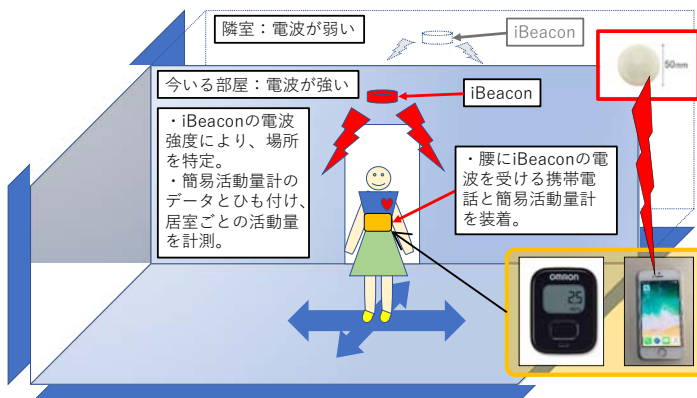 隣室：電波が弱い
iBeacon
今いる部屋：電波が強い
iBeacon
50mm
・iBeaconの電波
強度により、場所
を特定。
・簡易活動量計の
データとひも付け、
居室ごとの活動量
を計測。
・腰にiBeaconの電
波を受ける携帯電
話と簡易活動量計
を装着。
OMRON